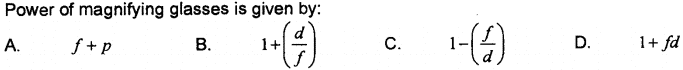 Power of magnifying glasses is given by:
A. f + p B. 1+(d/f) C. 1-(f/d) D. 1+ fd